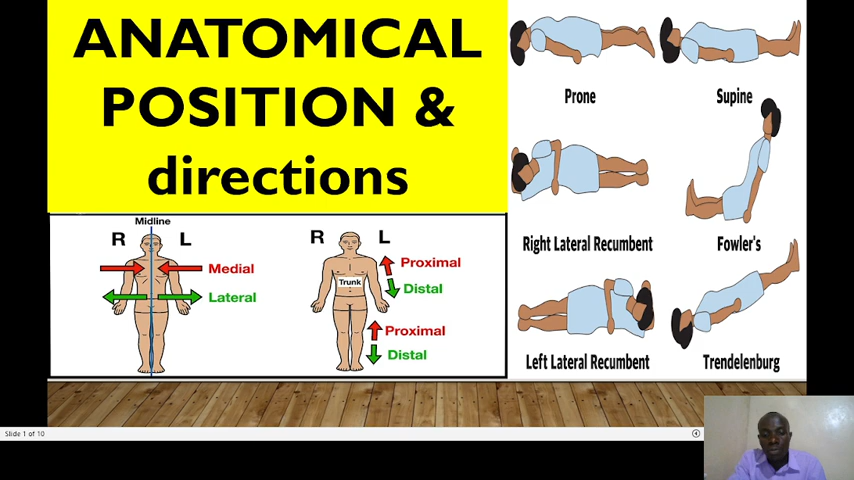 ANATOMICAL
POSITION &
directions
Midline
R L
Medial
Lateral
R L
Proximal
Distal
Trunk
Proximal
Distal
Prone
Supine
Right Lateral Recumbent
Fowler's
Left Lateral Recumbent
Trendelenburg
Slide 1 of 10